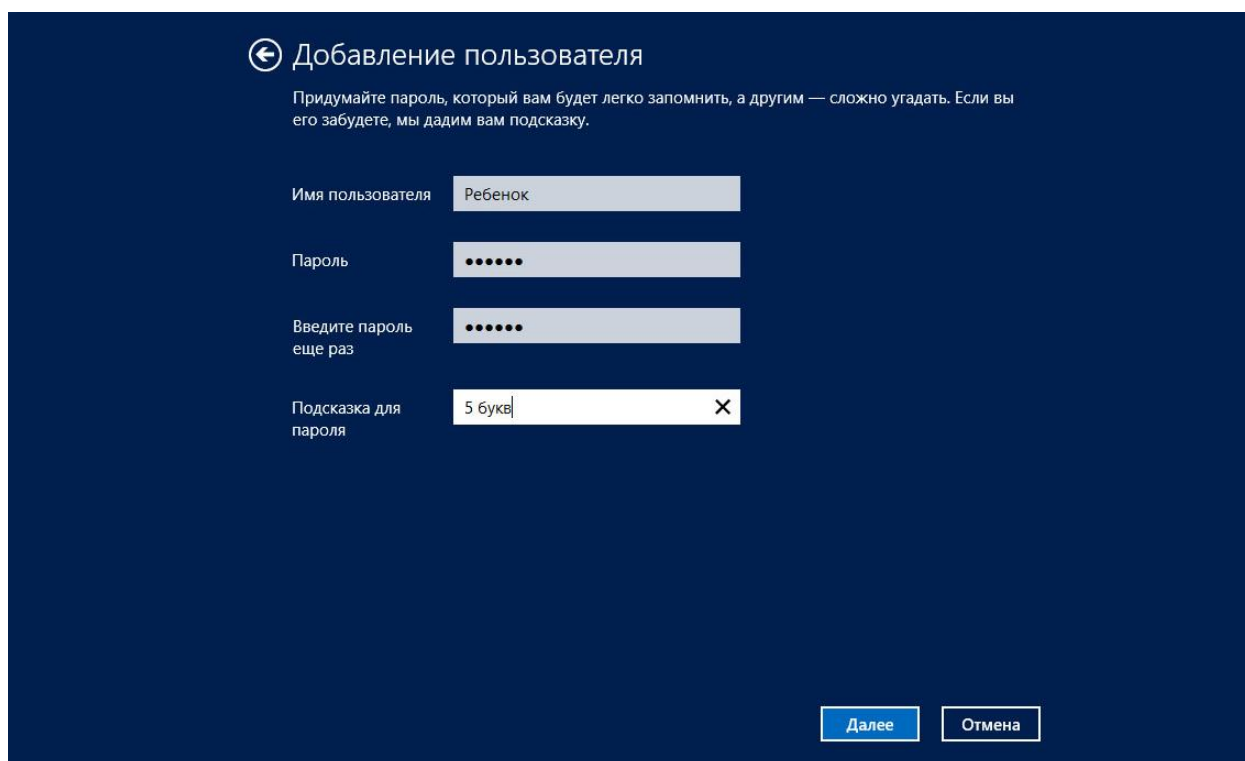 Добавление пользователя
Придумайте пароль, который вам будет легко запомнить, а другим — сложно угадать. Если вы
его забудете, мы дадим вам подсказку.
Имя пользователя
Ребенок
Пароль
••••••
Введите пароль
еще раз
••••••
Подсказка для
пароля
5 букв
Далее
Отмена